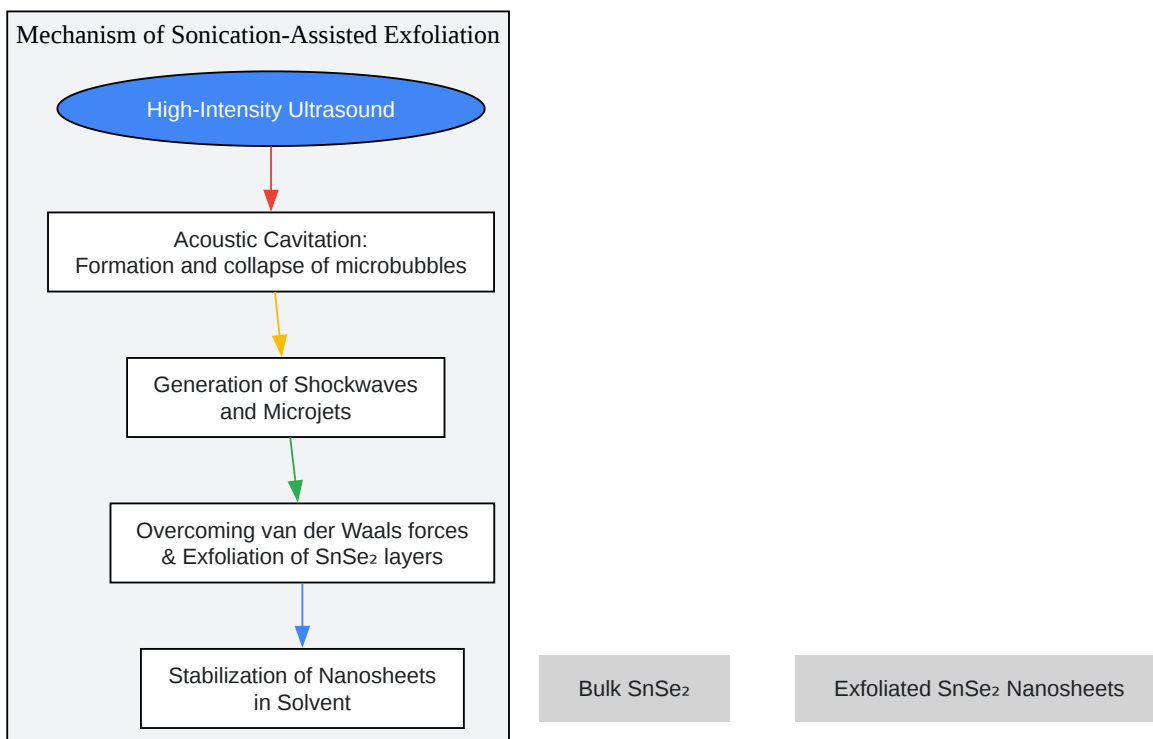 Mechanism of Sonication-Assisted Exfoliation
High-Intensity Ultrasound
Acoustic Cavitation:
Formation and collapse of microbubbles
Generation of Shockwaves
and Microjets
Overcoming van der Waals forces
& Exfoliation of SnSe₂ layers
Stabilization of Nanosheets
in Solvent
Bulk SnSe₂
Exfoliated SnSe₂ Nanosheets